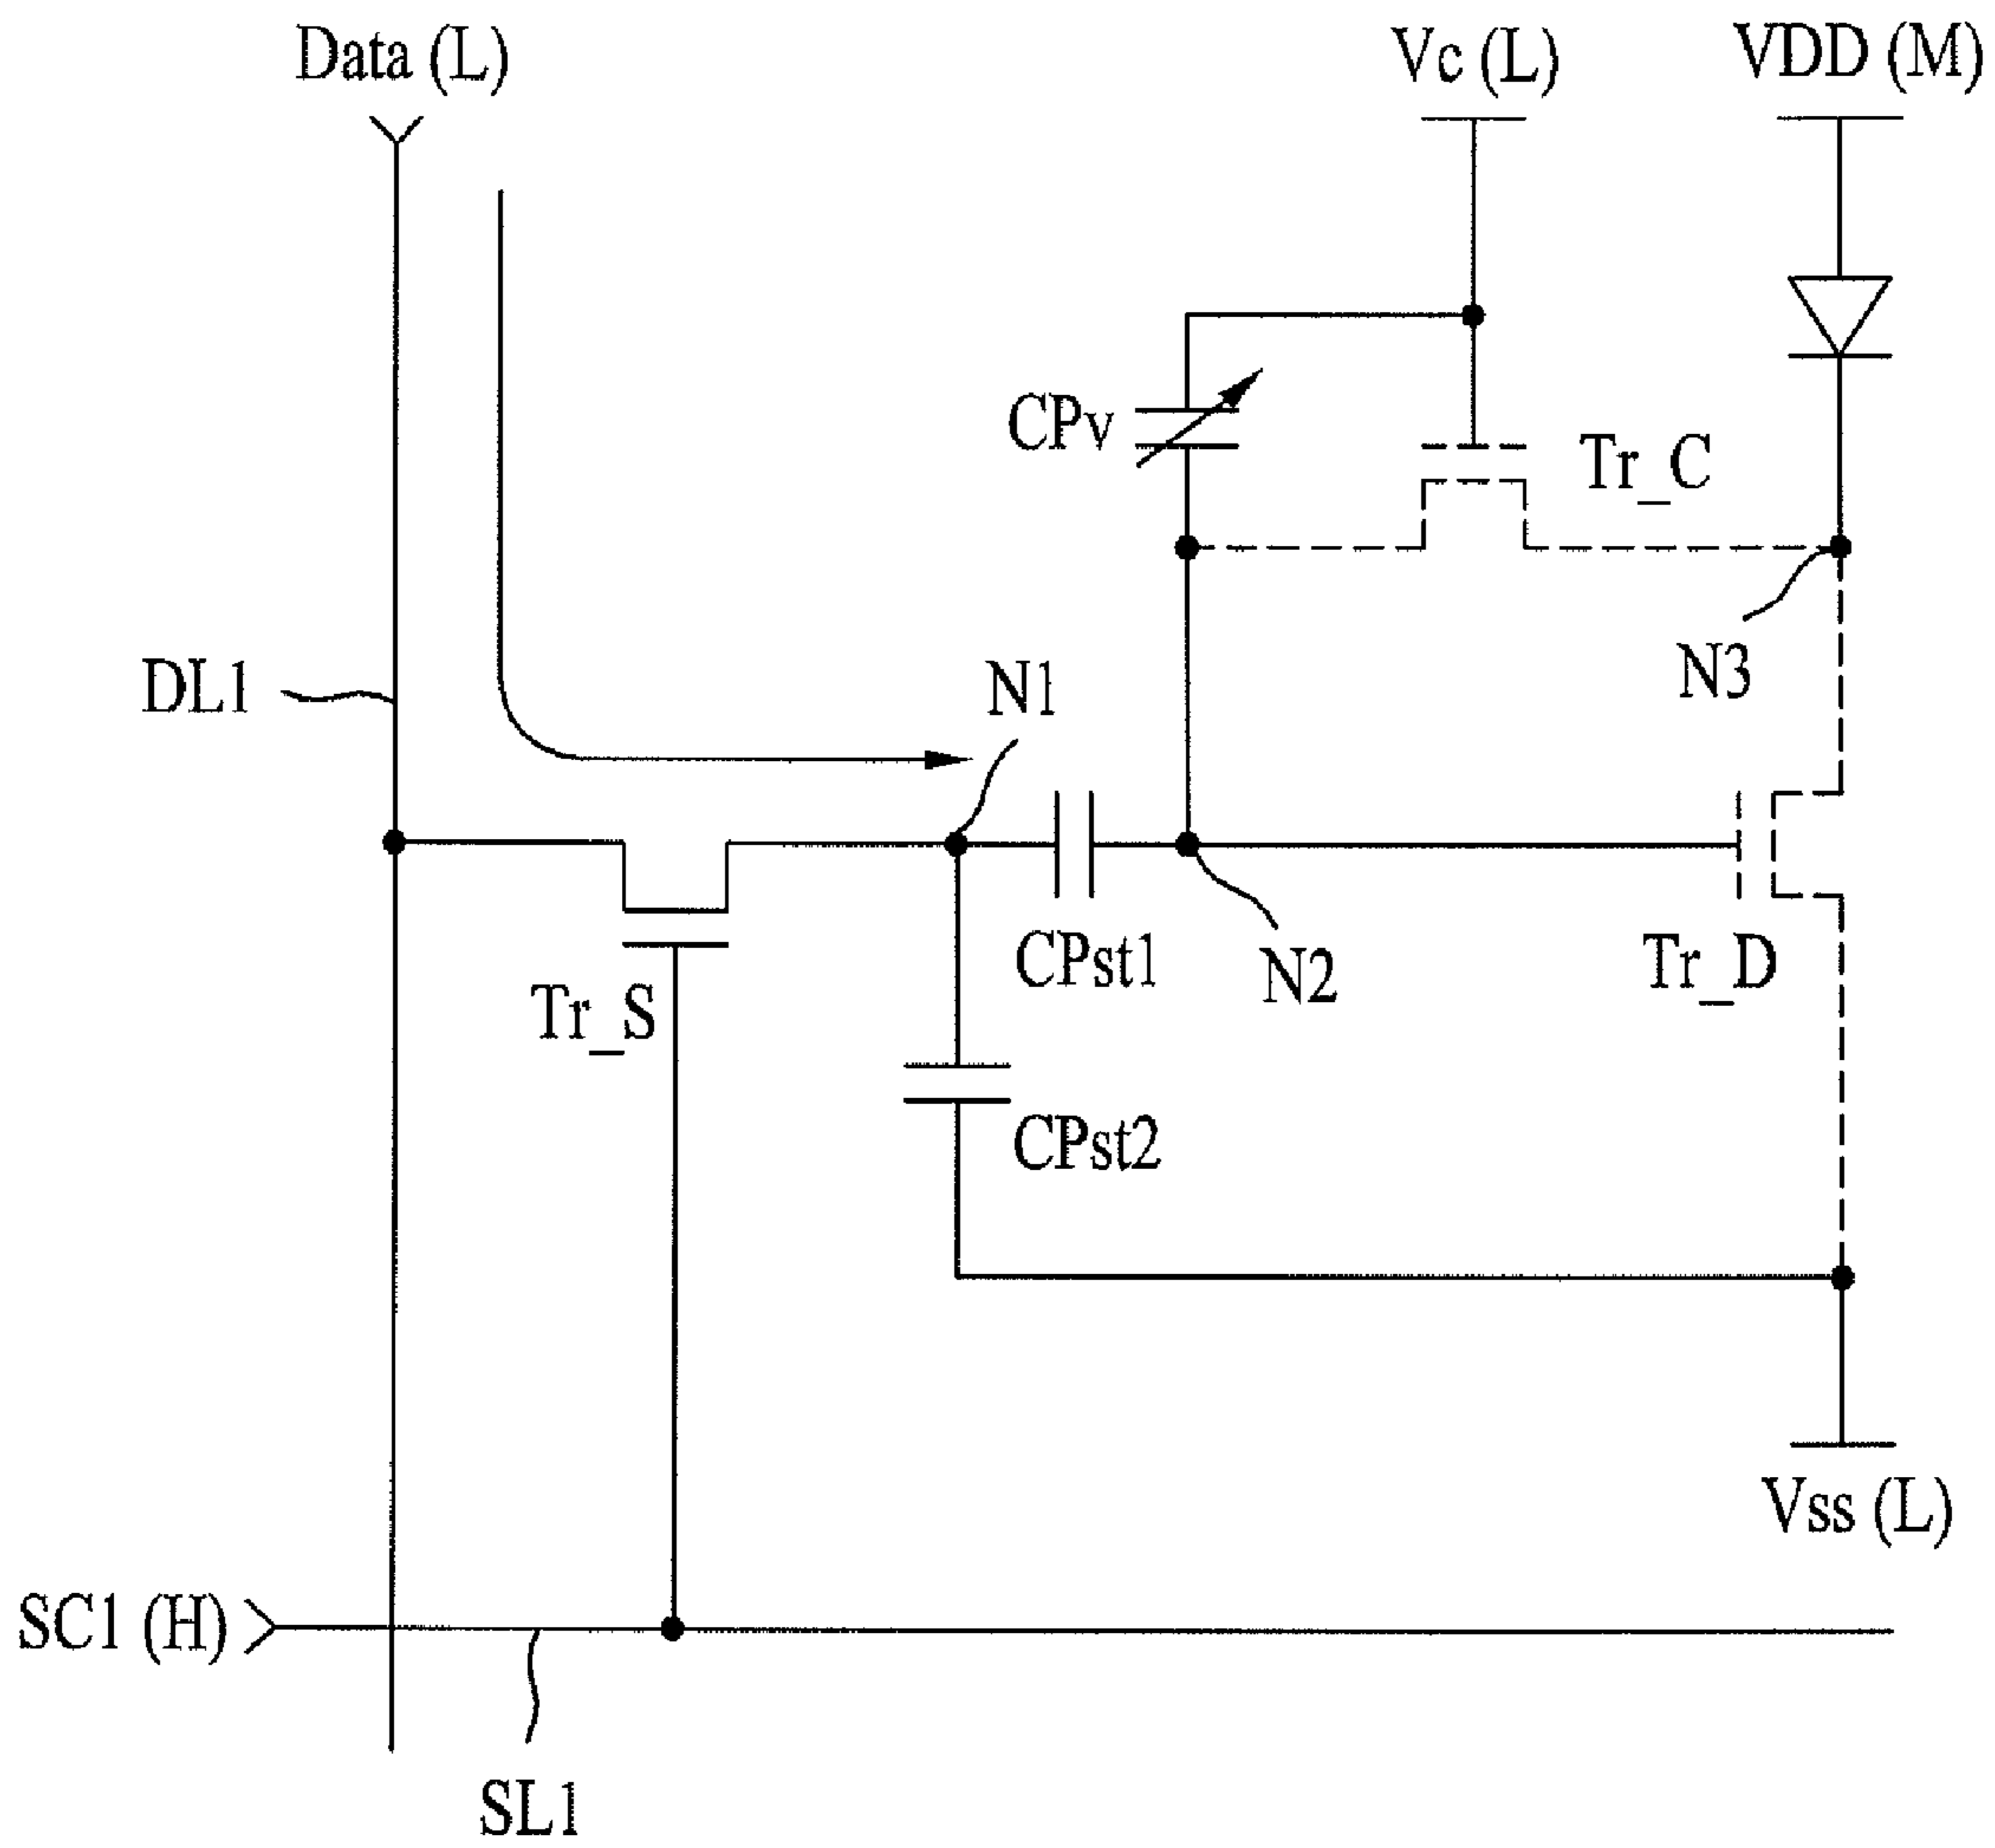 Data (L)
Vc (L)
VDD (M)
CPv
Tr_C
DL1
N1
N3
CPst1
N2
Tr_D
Tr_S
CPst2
Vss (L)
SC1 (H)
SL1